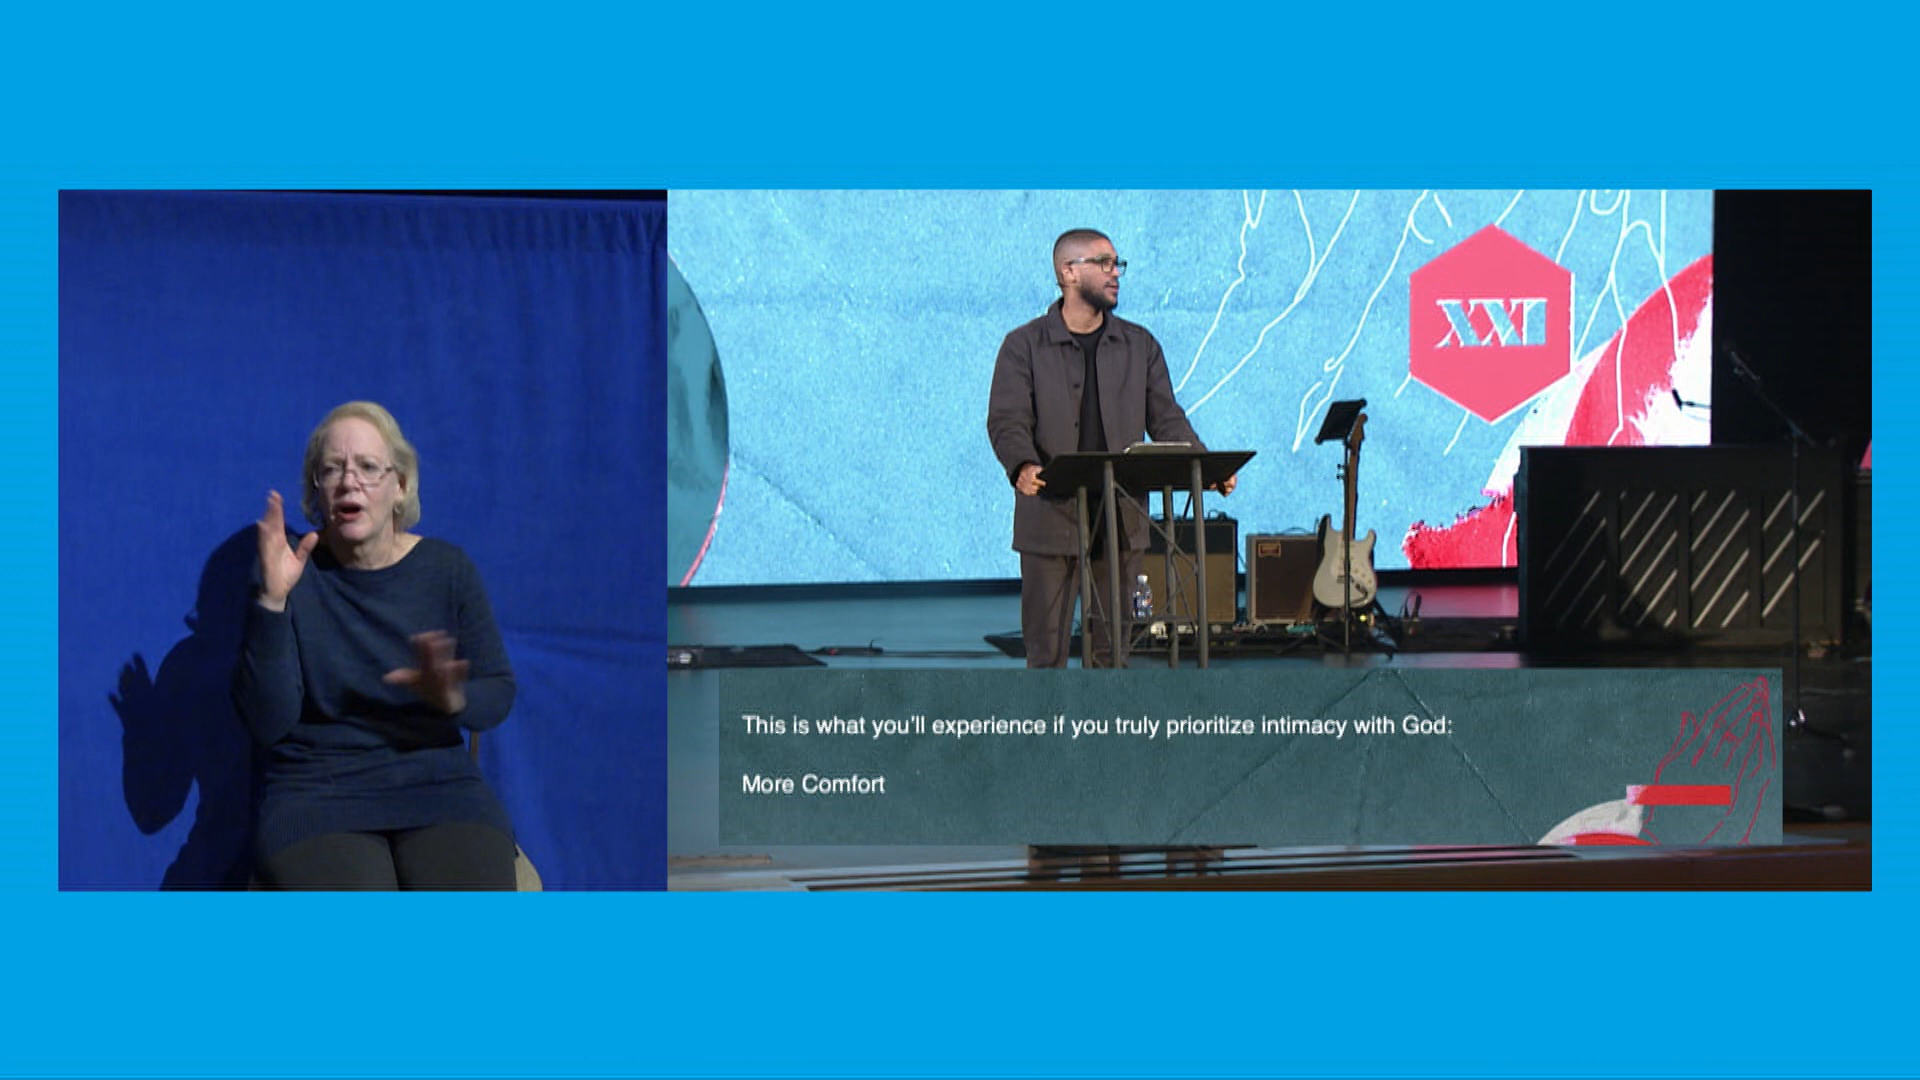 XXI
This is what you'll experience if you truly prioritize intimacy with God:
More Comfort